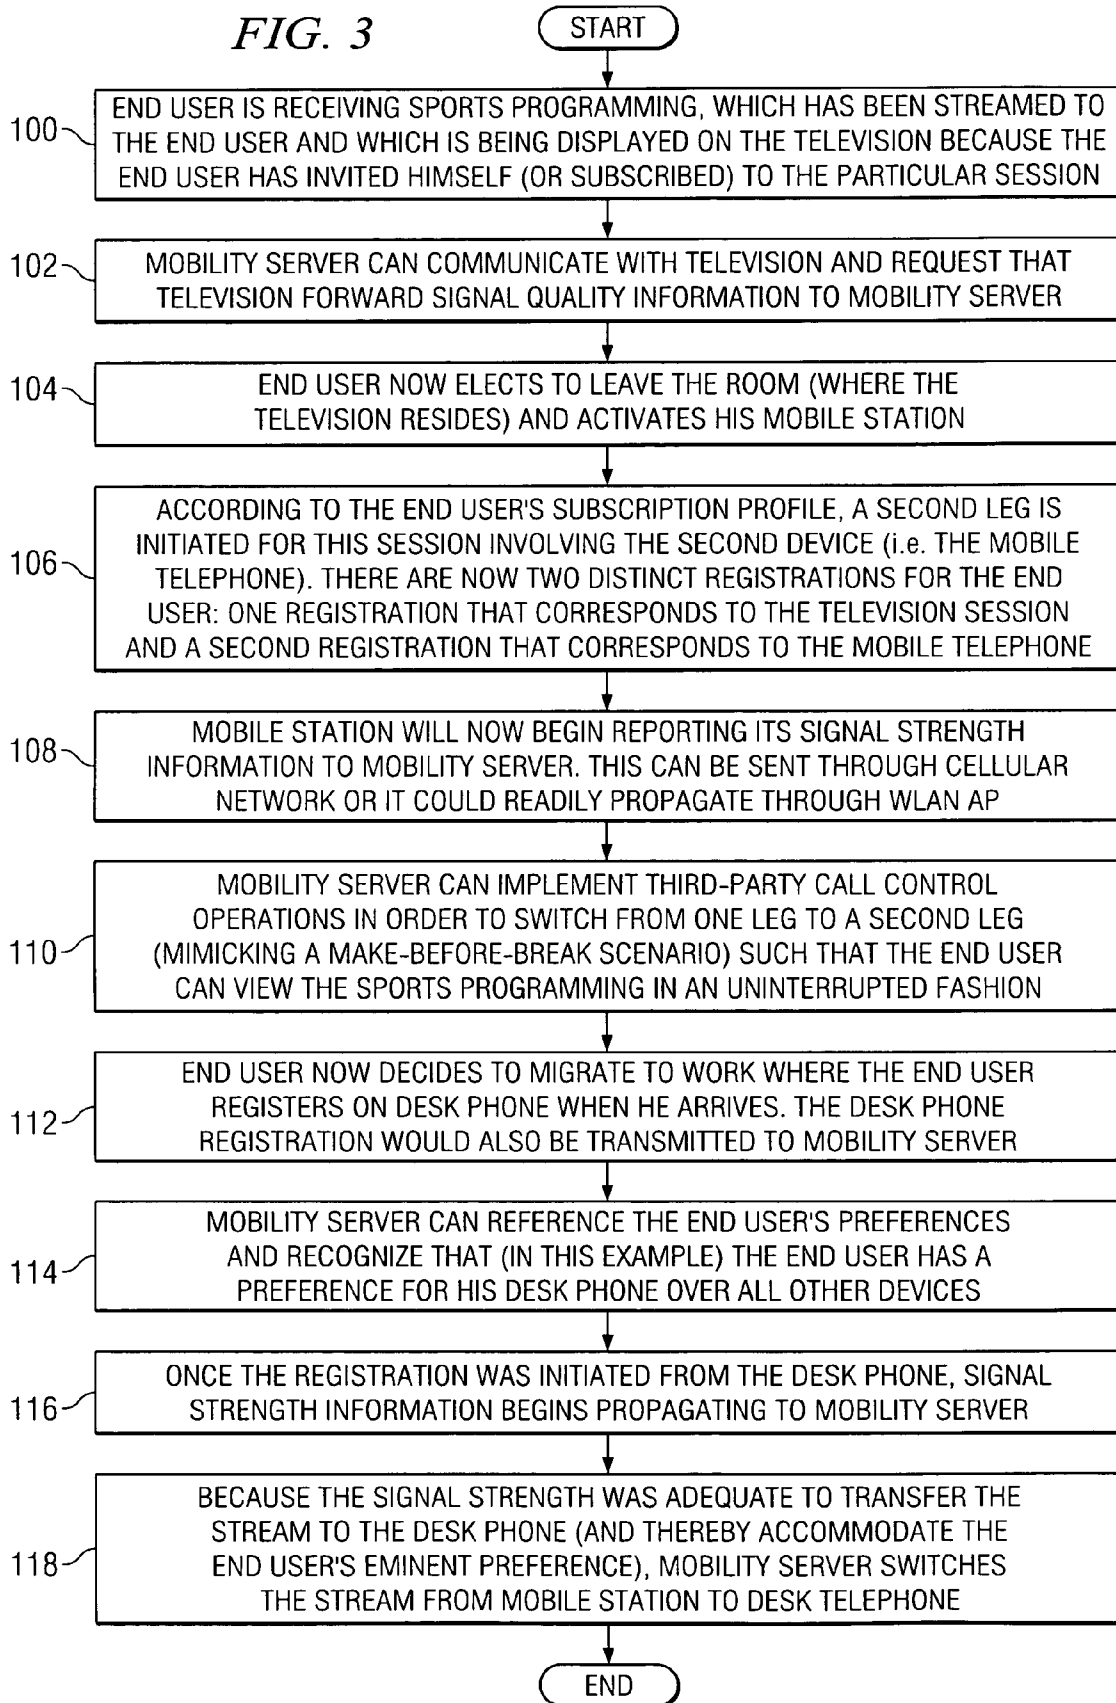 FIG. 3
START
100
END USER IS RECEIVING SPORTS PROGRAMMING, WHICH HAS BEEN STREAMED TO
THE END USER AND WHICH IS BEING DISPLAYED ON THE TELEVISION BECAUSE THE
END USER HAS INVITED HIMSELF (OR SUBSCRIBED) TO THE PARTICULAR SESSION
102
MOBILITY SERVER CAN COMMUNICATE WITH TELEVISION AND REQUEST THAT
TELEVISION FORWARD SIGNAL QUALITY INFORMATION TO MOBILITY SERVER
104
END USER NOW ELECTS TO LEAVE THE ROOM (WHERE THE
TELEVISION RESIDES) AND ACTIVATES HIS MOBILE STATION
106
ACCORDING TO THE END USER'S SUBSCRIPTION PROFILE, A SECOND LEG IS
INITIATED FOR THIS SESSION INVOLVING THE SECOND DEVICE (i.e. THE MOBILE
TELEPHONE). THERE ARE NOW TWO DISTINCT REGISTRATIONS FOR THE END
USER: ONE REGISTRATION THAT CORRESPONDS TO THE TELEVISION SESSION
AND A SECOND REGISTRATION THAT CORRESPONDS TO THE MOBILE TELEPHONE
108
MOBILE STATION WILL NOW BEGIN REPORTING ITS SIGNAL STRENGTH
INFORMATION TO MOBILITY SERVER. THIS CAN BE SENT THROUGH CELLULAR
NETWORK OR IT COULD READILY PROPAGATE THROUGH WLAN AP
110
MOBILITY SERVER CAN IMPLEMENT THIRD-PARTY CALL CONTROL
OPERATIONS IN ORDER TO SWITCH FROM ONE LEG TO A SECOND LEG
(MIMICKING A MAKE-BEFORE-BREAK SCENARIO) SUCH THAT THE END USER
CAN VIEW THE SPORTS PROGRAMMING IN AN UNINTERRUPTED FASHION
112
END USER NOW DECIDES TO MIGRATE TO WORK WHERE THE END USER
REGISTERS ON DESK PHONE WHEN HE ARRIVES. THE DESK PHONE
REGISTRATION WOULD ALSO BE TRANSMITTED TO MOBILITY SERVER
114
MOBILITY SERVER CAN REFERENCE THE END USER'S PREFERENCES
AND RECOGNIZE THAT (IN THIS EXAMPLE) THE END USER HAS A
PREFERENCE FOR HIS DESK PHONE OVER ALL OTHER DEVICES
116
ONCE THE REGISTRATION WAS INITIATED FROM THE DESK PHONE, SIGNAL
STRENGTH INFORMATION BEGINS PROPAGATING TO MOBILITY SERVER
118
BECAUSE THE SIGNAL STRENGTH WAS ADEQUATE TO TRANSFER THE
STREAM TO THE DESK PHONE (AND THEREBY ACCOMMODATE THE
END USER'S EMINENT PREFERENCE), MOBILITY SERVER SWITCHES
THE STREAM FROM MOBILE STATION TO DESK TELEPHONE
END